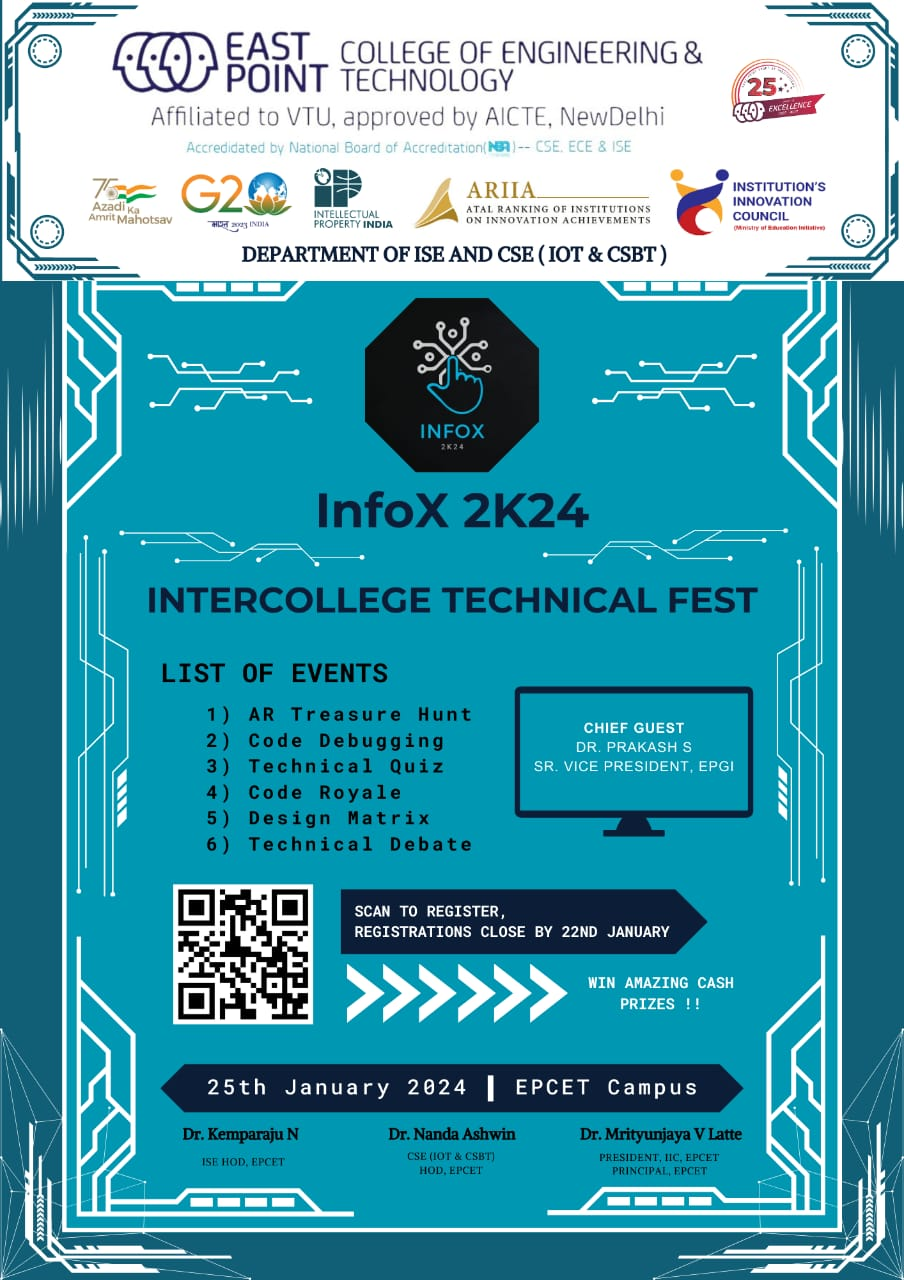 EAST POINT COLLEGE OF ENGINEERING & TECHNOLOGY
Affiliated to VTU, approved by AICTE, NewDelhi
Accredidated by National Board of Accreditation(NBA)-- CSE, ECE & ISE
25
EXCELLENCE
75
Azadi Ka
Amrit Mahotsav
G20
भारत 2023 INDIA
IP
INTELLECTUAL
PROPERTY INDIA
ARIIA
ATAL RANKING OF INSTITUTIONS
ON INNOVATION ACHIEVEMENTS
INSTITUTION'S
INNOVATION
COUNCIL
(Ministry of Education Initiative)
DEPARTMENT OF ISE AND CSE ( IOT & CSBT )
INFOX
2K24
InfoX 2K24
INTERCOLLEGE TECHNICAL FEST
LIST OF EVENTS
1) AR Treasure Hunt
2) Code Debugging
3) Technical Quiz
4) Code Royale
5) Design Matrix
6) Technical Debate
CHIEF GUEST
DR. PRAKASH S
SR. VICE PRESIDENT, EPGI
SCAN TO REGISTER,
REGISTRATIONS CLOSE BY 22ND JANUARY
WIN AMAZING CASH
PRIZES !!
25th January 2024 | EPCET Campus
Dr. Kemparaju N
ISE HOD, EPCET
Dr. Nanda Ashwin
CSE (IOT & CSBT)
HOD, EPCET
Dr. Mrityunjaya V Latte
PRESIDENT, IIC, EPCET
PRINCIPAL, EPCET